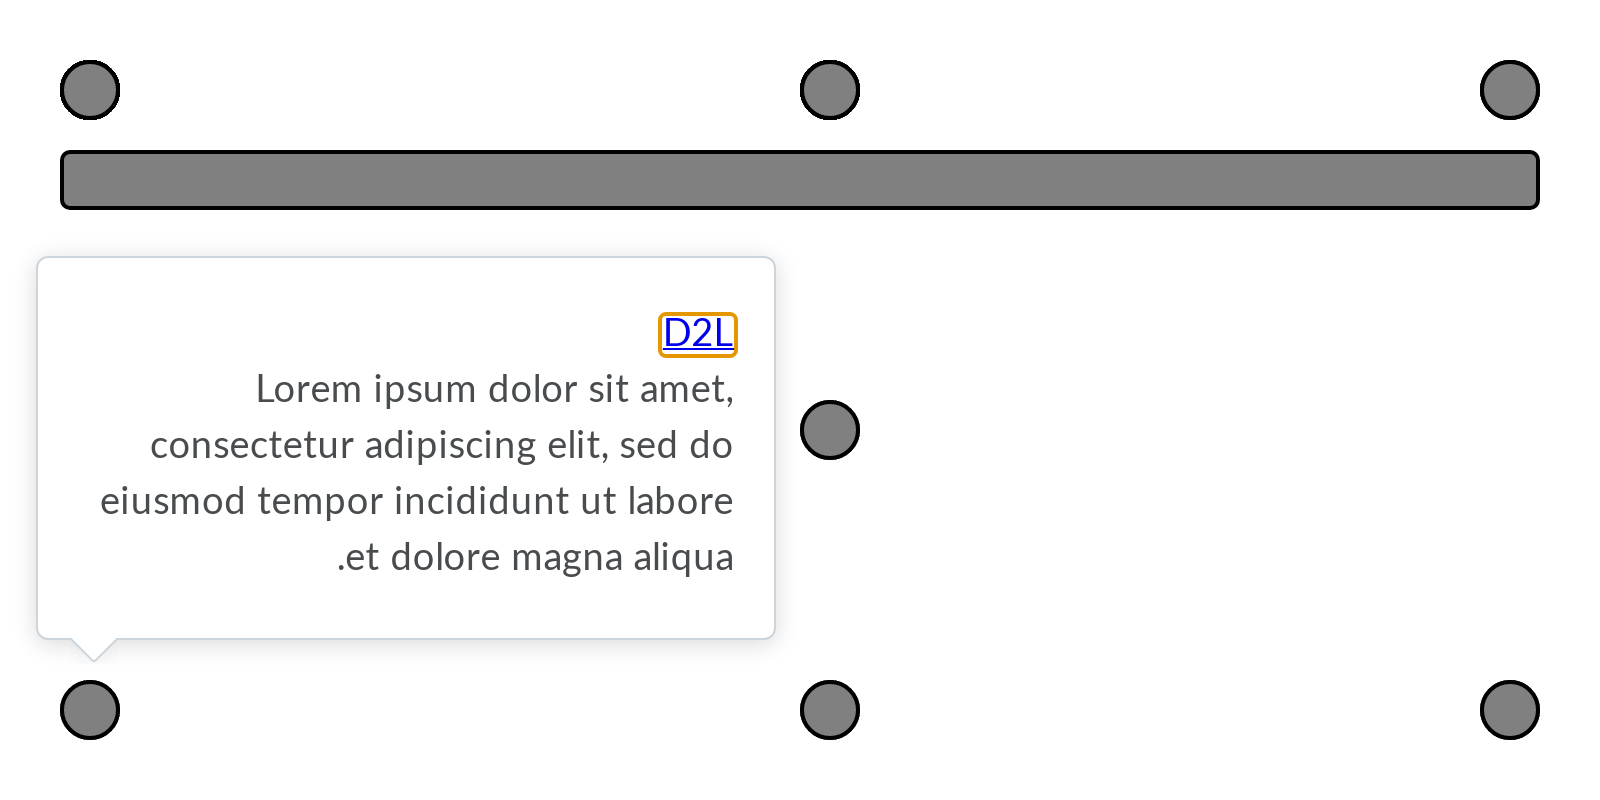 D2L
Lorem ipsum dolor sit amet,
consectetur adipiscing elit, sed do
eiusmod tempor incididunt ut labore
.et dolore magna aliqua